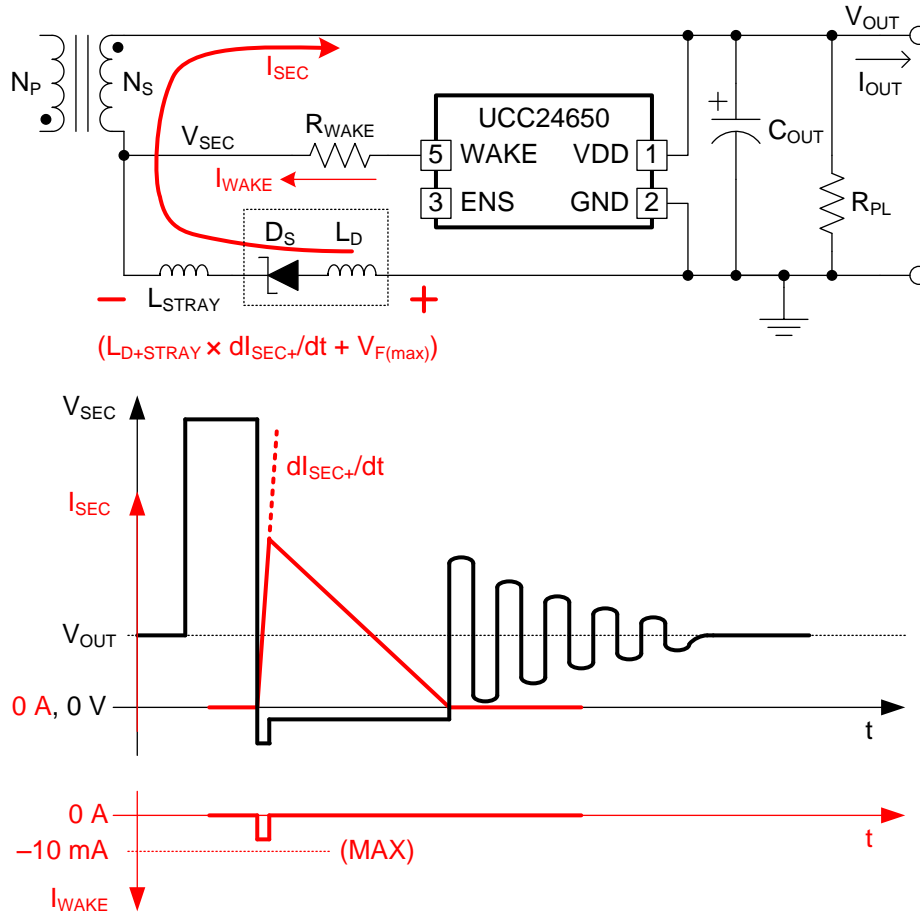 V_OUT
I_OUT
N_P
N_S
I_SEC
V_SEC
R_WAKE
I_WAKE
UCC24650
5 WAKE VDD 1
3 ENS GND 2
+
C_OUT
R_PL
D_S L_D
L_STRAY
– +
(L_D+STRAY × dI_SEC+/dt + V_F(max))
V_SEC
dI_SEC+/dt
I_SEC
V_OUT
0 A, 0 V
t
0 A
t
–10 mA (MAX)
I_WAKE